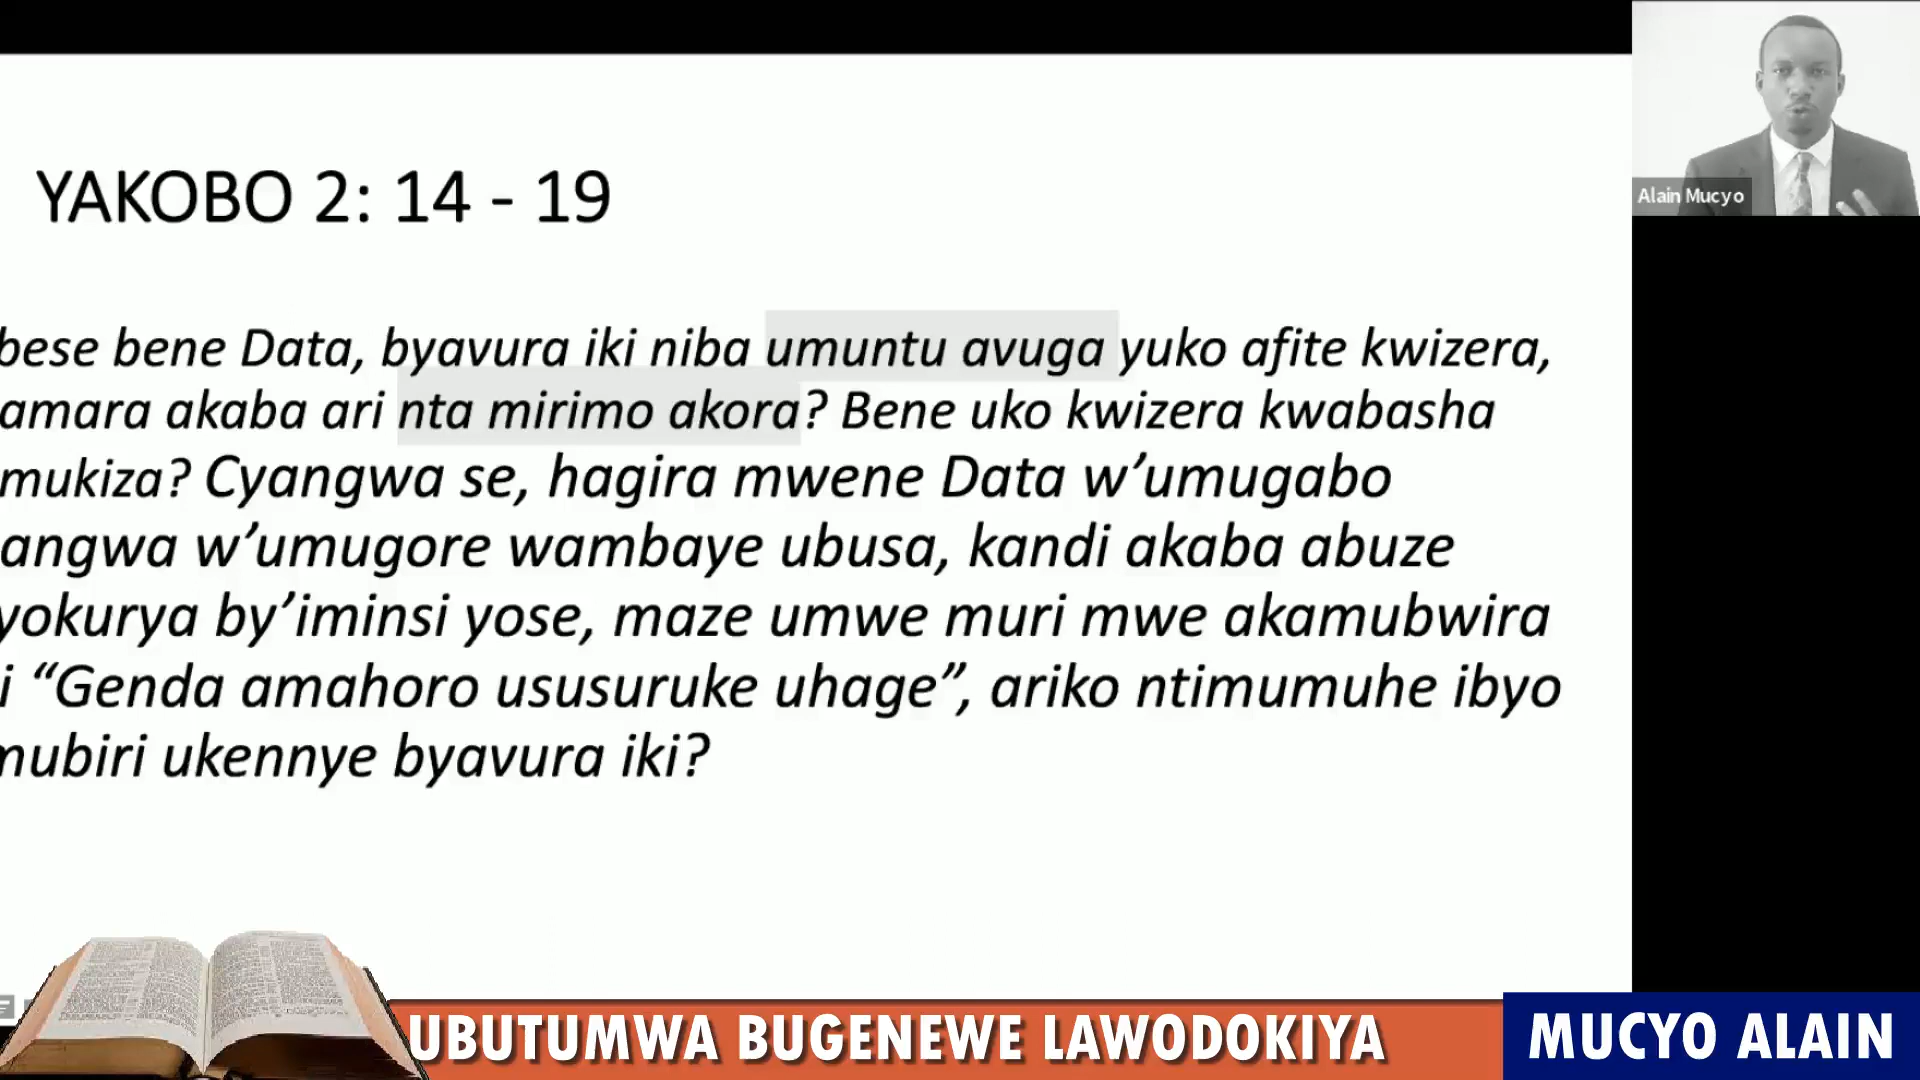 YAKOBO 2: 14 - 19
bese bene Data, byavura iki niba umuntu avuga yuko afite kwizera,
amara akaba ari nta mirimo akora? Bene uko kwizera kwabasha
mukiza? Cyangwa se, hagira mwene Data w’umugabo
angwa w’umugore wambaye ubusa, kandi akaba abuze
yokurya by’iminsi yose, maze umwe muri mwe akamubwira
i “Genda amahoro ususuruke uhage”, ariko ntimumuhe ibyo
mubiri ukennye byavura iki?
Alain Mucyo
UBUTUMWA BUGENEWE LAWODOKIYA
MUCYO ALAIN